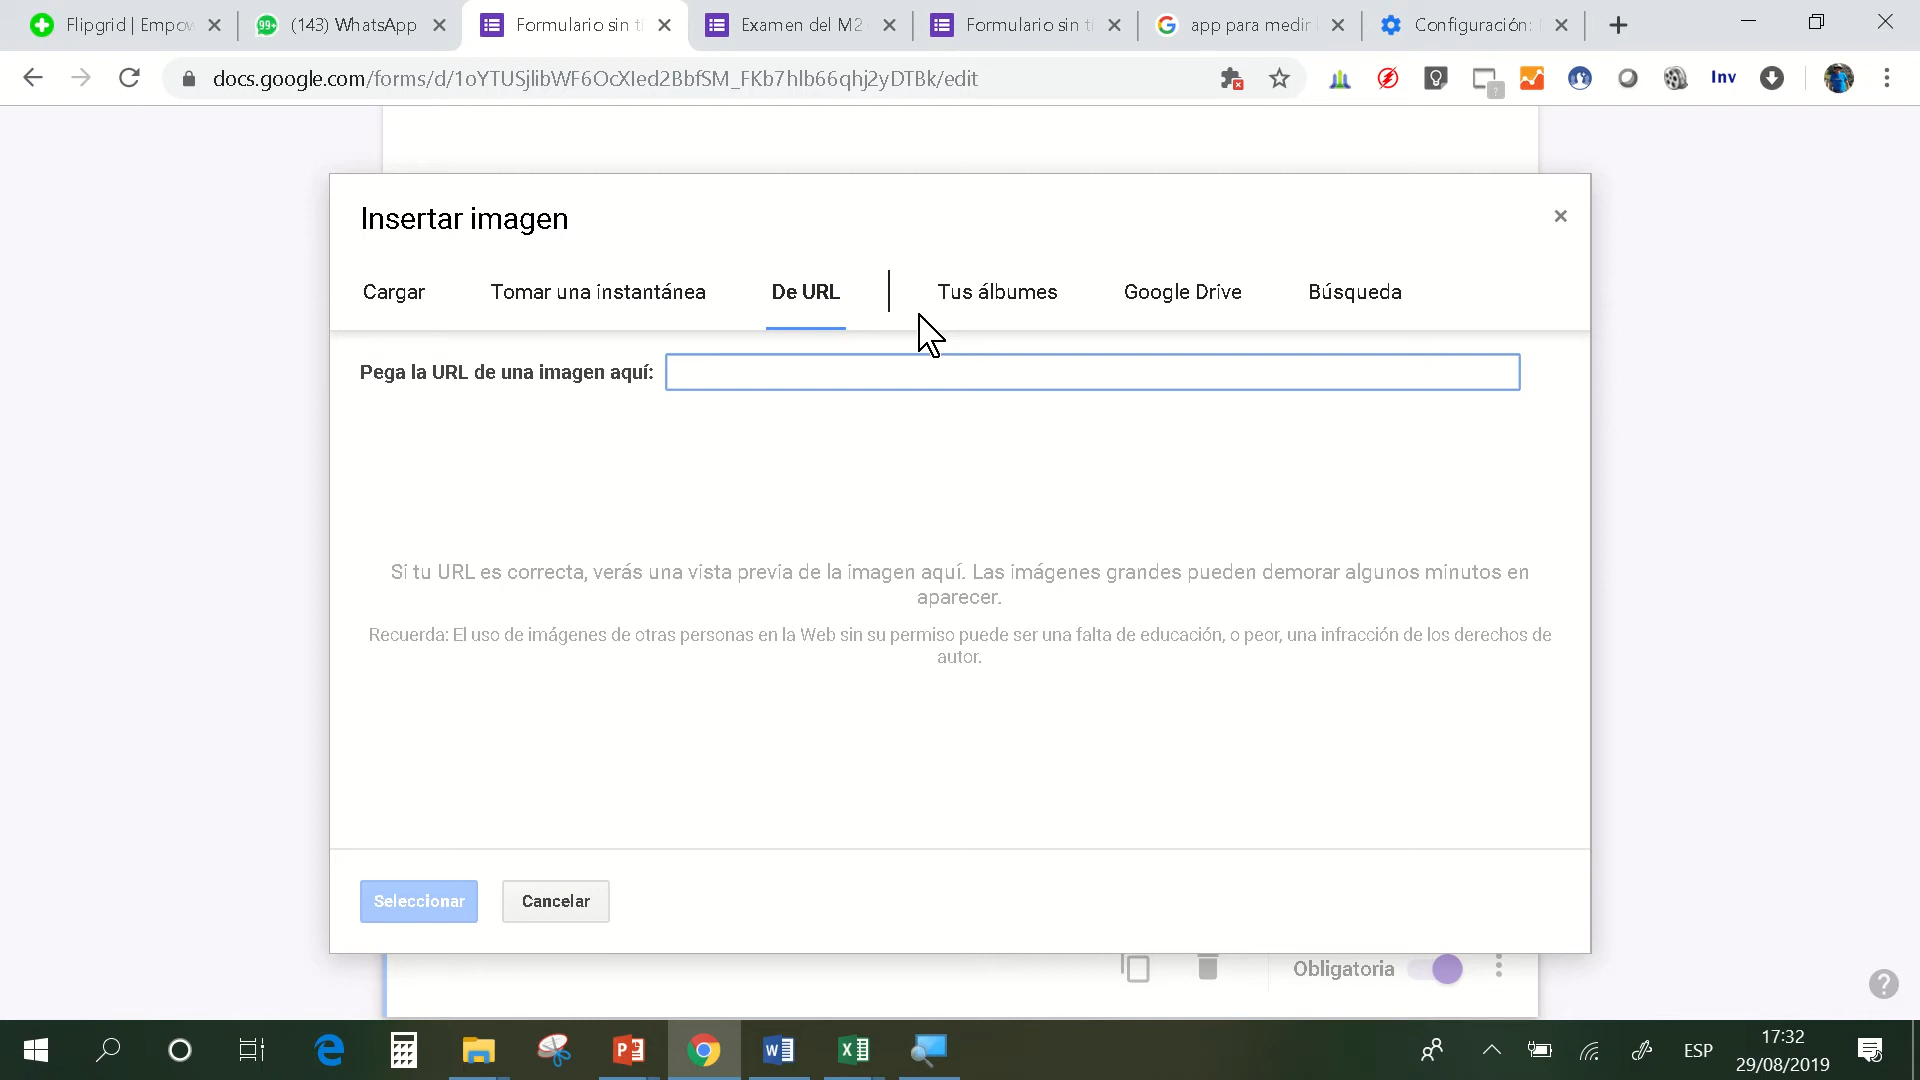 Flipgrid | Empow
(143) WhatsApp
Formulario sin tí
Examen del M2
Formulario sin tí
app para medir
Configuración:
docs.google.com/forms/d/1oYTUSjlibWF6OcXIed2BbfSM_FKb7hlb66qhj2yDTBk/edit
Inv
Insertar imagen
Cargar
Tomar una instantánea
De URL
Tus álbumes
Google Drive
Búsqueda
Pega la URL de una imagen aquí:
Si tu URL es correcta, verás una vista previa de la imagen aquí. Las imágenes grandes pueden demorar algunos minutos en
aparecer.
Recuerda: El uso de imágenes de otras personas en la Web sin su permiso puede ser una falta de educación, o peor, una infracción de los derechos de
autor.
Seleccionar
Cancelar
Obligatoria
ESP
17:32
29/08/2019